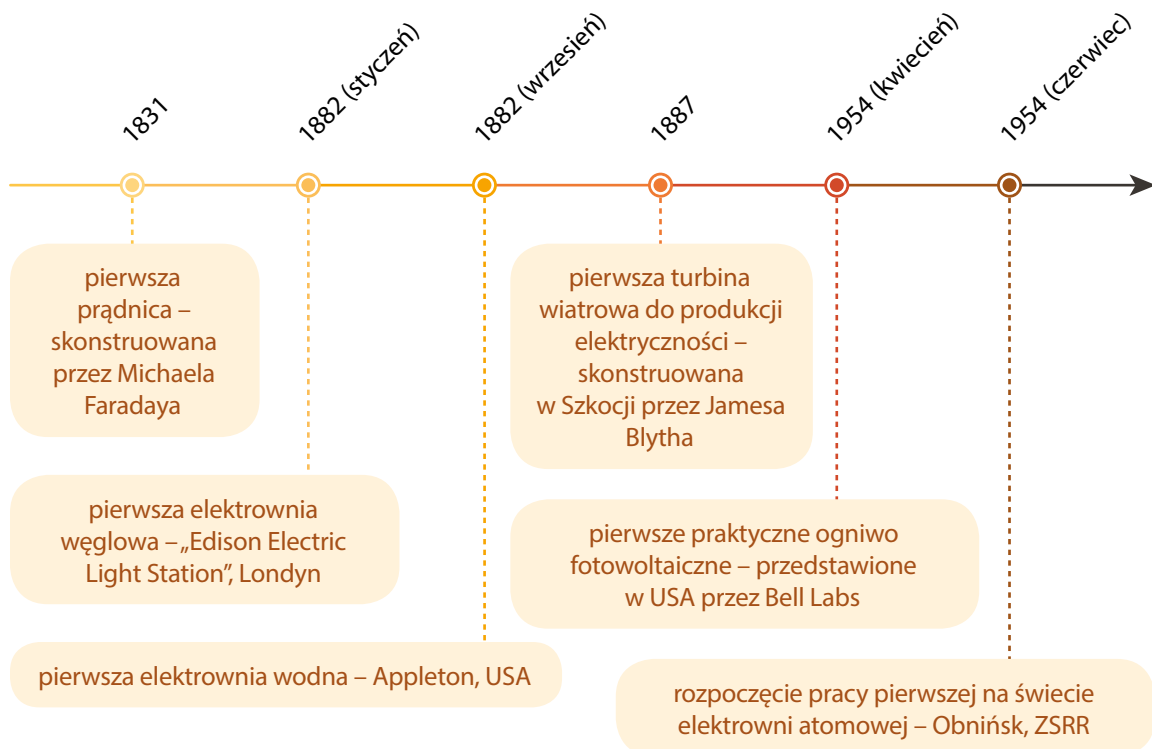 1831
1882 (styczeń)
1882 (wrzesień)
1887
1954 (kwiecień)
1954 (czerwiec)
pierwsza
prądnica –
skonstruowana
przez Michaela
Faradaya
pierwsza elektrownia
węglowa – „Edison Electric
Light Station”, Londyn
pierwsza elektrownia wodna – Appleton, USA
pierwsza turbina
wiatrowa do produkcji
elektryczności –
skonstruowana
w Szkocji przez Jamesa
Blytha
pierwsze praktyczne ogniwo
fotowoltaiczne – przedstawione
w USA przez Bell Labs
rozpoczęcie pracy pierwszej na świecie
elektrowni atomowej – Obnińsk, ZSRR